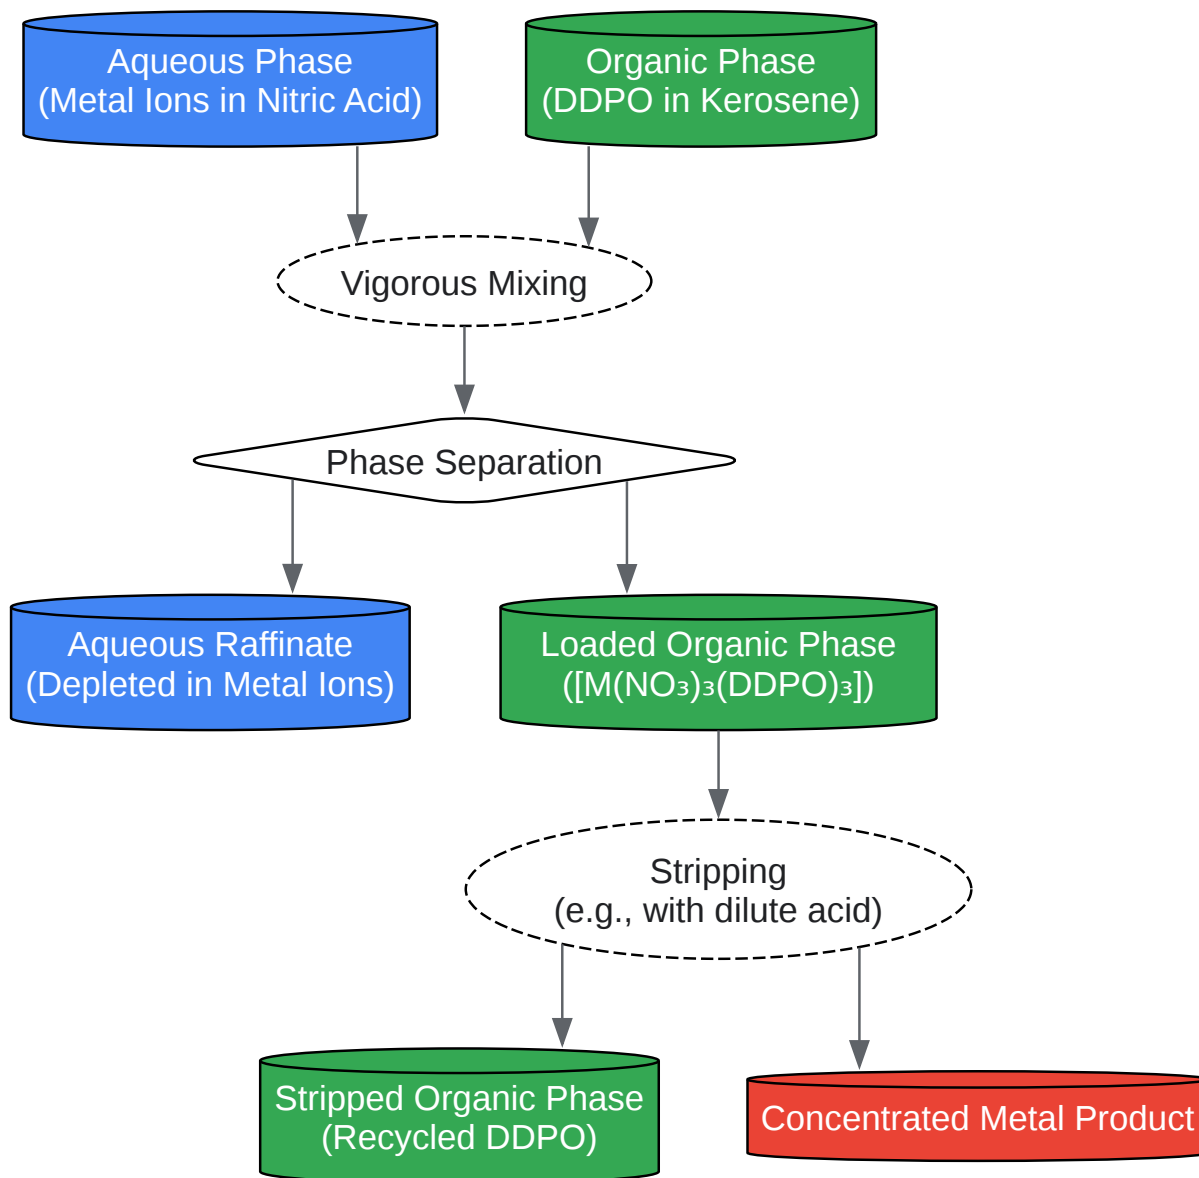 Aqueous Phase
(Metal Ions in Nitric Acid)
Organic Phase
(DDPO in Kerosene)
Vigorous Mixing
Phase Separation
Aqueous Raffinate
(Depleted in Metal Ions)
Loaded Organic Phase
([M(NO₃)₃(DDPO)₃])
Stripping
(e.g., with dilute acid)
Stripped Organic Phase
(Recycled DDPO)
Concentrated Metal Product